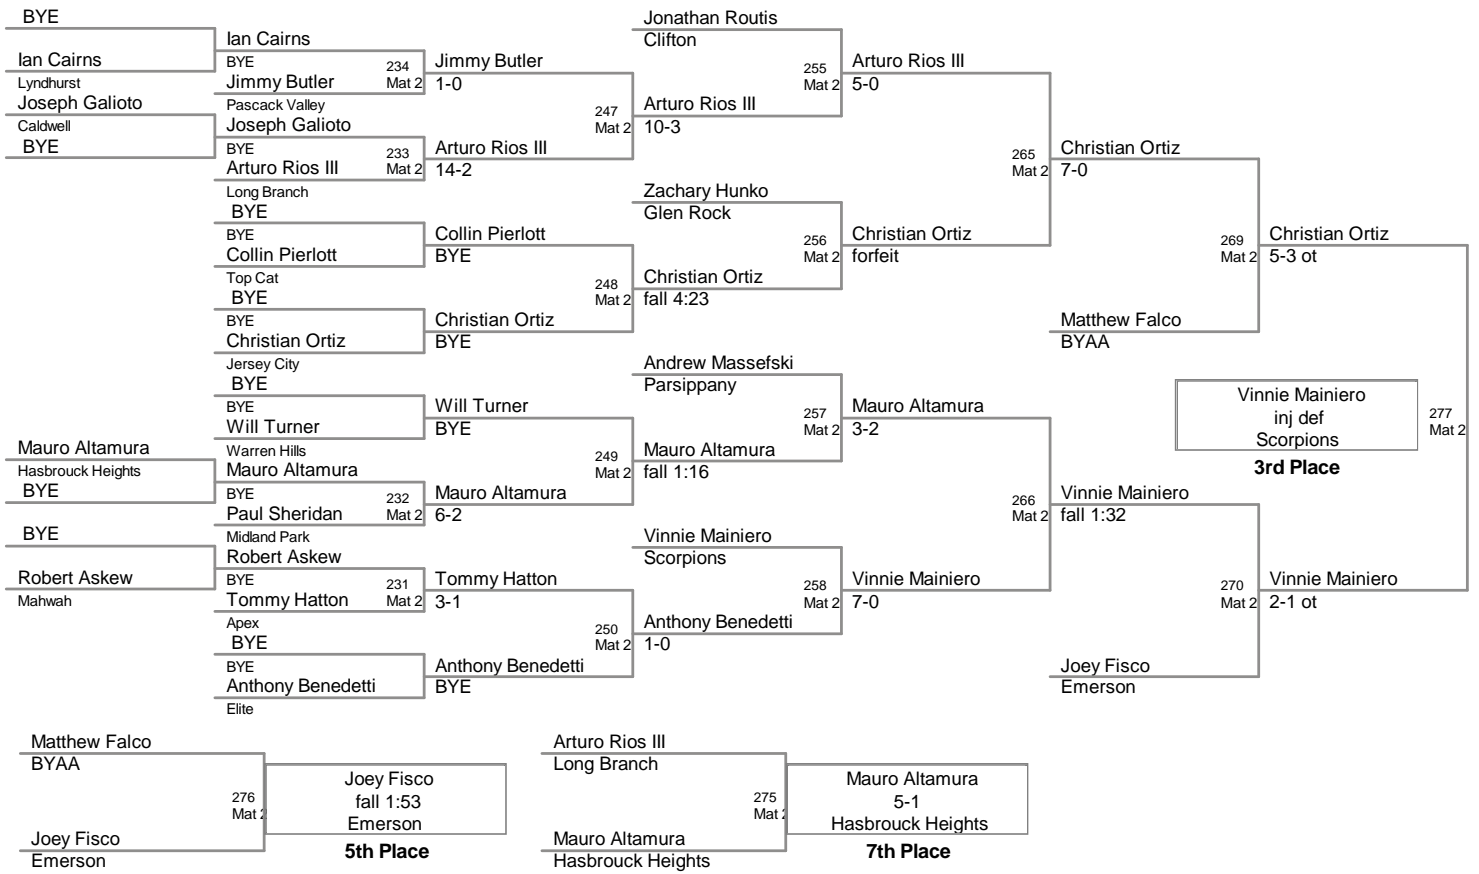 BYE
Ian Cairns
Lyndhurst
Joseph Galioto
Caldwell
BYE
Mauro Altamura
Hasbrouck Heights
BYE
BYE
Robert Askew
Mahwah
Ian Cairns
BYE
Jimmy Butler
Pascack Valley
Joseph Galioto
BYE
Arturo Rios III
Long Branch
BYE
BYE
Collin Pierlott
Top Cat
BYE
BYE
Christian Ortiz
Jersey City
BYE
BYE
Will Turner
Warren Hills
Mauro Altamura
BYE
Paul Sheridan
Midland Park
Robert Askew
BYE
Tommy Hatton
Apex
BYE
BYE
Anthony Benedetti
Elite
234
Mat 2
233
Mat 2
232
Mat 2
231
Mat 2
Jimmy Butler
1-0
Arturo Rios III
14-2
Collin Pierlott
BYE
Christian Ortiz
BYE
Will Turner
BYE
Mauro Altamura
6-2
Tommy Hatton
3-1
Anthony Benedetti
BYE
247
Mat 2
248
Mat 2
249
Mat 2
250
Mat 2
Jonathan Routis
Clifton
Arturo Rios III
10-3
Zachary Hunko
Glen Rock
Christian Ortiz
fall 4:23
Andrew Massefski
Parsippany
Mauro Altamura
fall 1:16
Vinnie Mainiero
Scorpions
Anthony Benedetti
1-0
255
Mat 2
256
Mat 2
257
Mat 2
258
Mat 2
Arturo Rios III
5-0
Christian Ortiz
forfeit
Mauro Altamura
3-2
Vinnie Mainiero
7-0
265
Mat 2
266
Mat 2
Christian Ortiz
7-0
Matthew Falco
BYAA
Vinnie Mainiero
fall 1:32
Joey Fisco
Emerson
269
Mat 2
270
Mat 2
Christian Ortiz
5-3 ot
Vinnie Mainiero
2-1 ot
Vinnie Mainiero
inj def
Scorpions
3rd Place
277
Mat 2
Matthew Falco
BYAA
276
Mat 2
Joey Fisco
Emerson
Joey Fisco
fall 1:53
Emerson
5th Place
Arturo Rios III
Long Branch
275
Mat 2
Mauro Altamura
Hasbrouck Heights
Mauro Altamura
5-1
Hasbrouck Heights
7th Place